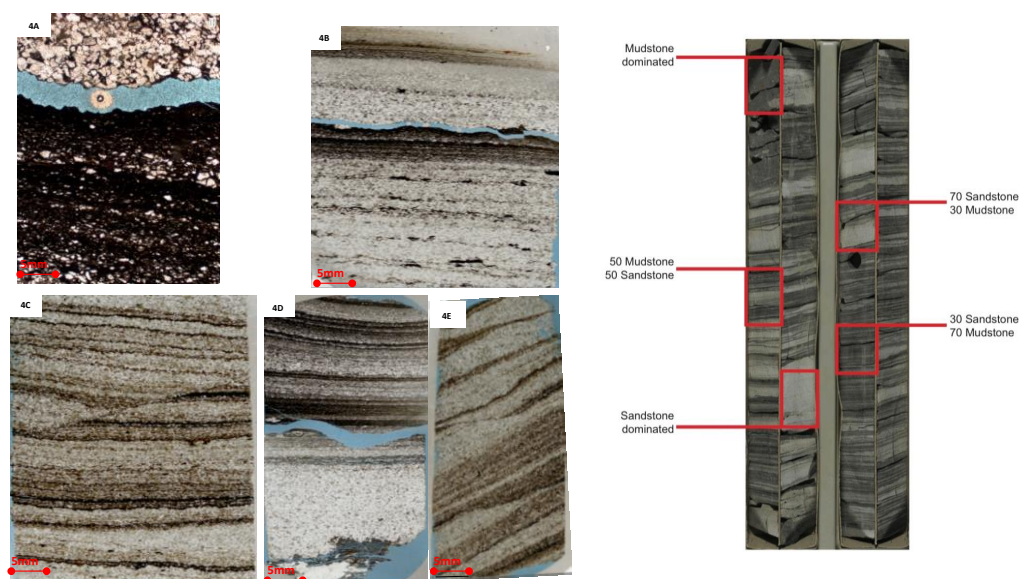 4A
5mm
4B
5mm
4C
5mm
4D
5mm
4E
5mm
Mudstone
dominated
70 Sandstone
30 Mudstone
50 Mudstone
50 Sandstone
30 Sandstone
70 Mudstone
Sandstone
dominated